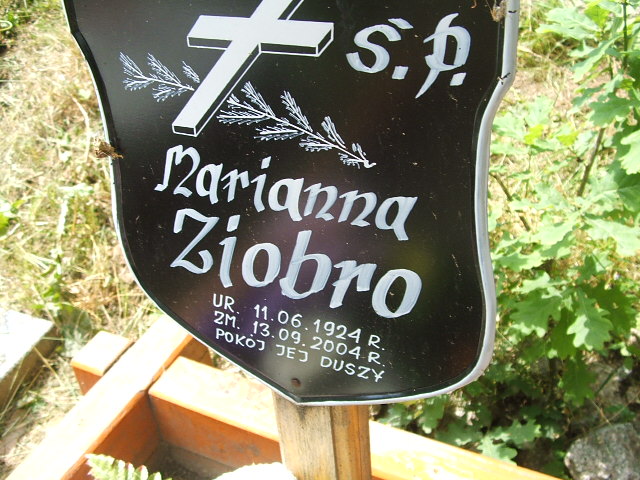 Ś.P.
Marianna
Ziobro
UR. 11.06.1924 R.
ZM. 13.09.2004 R.
POKÓJ JEJ DUSZY